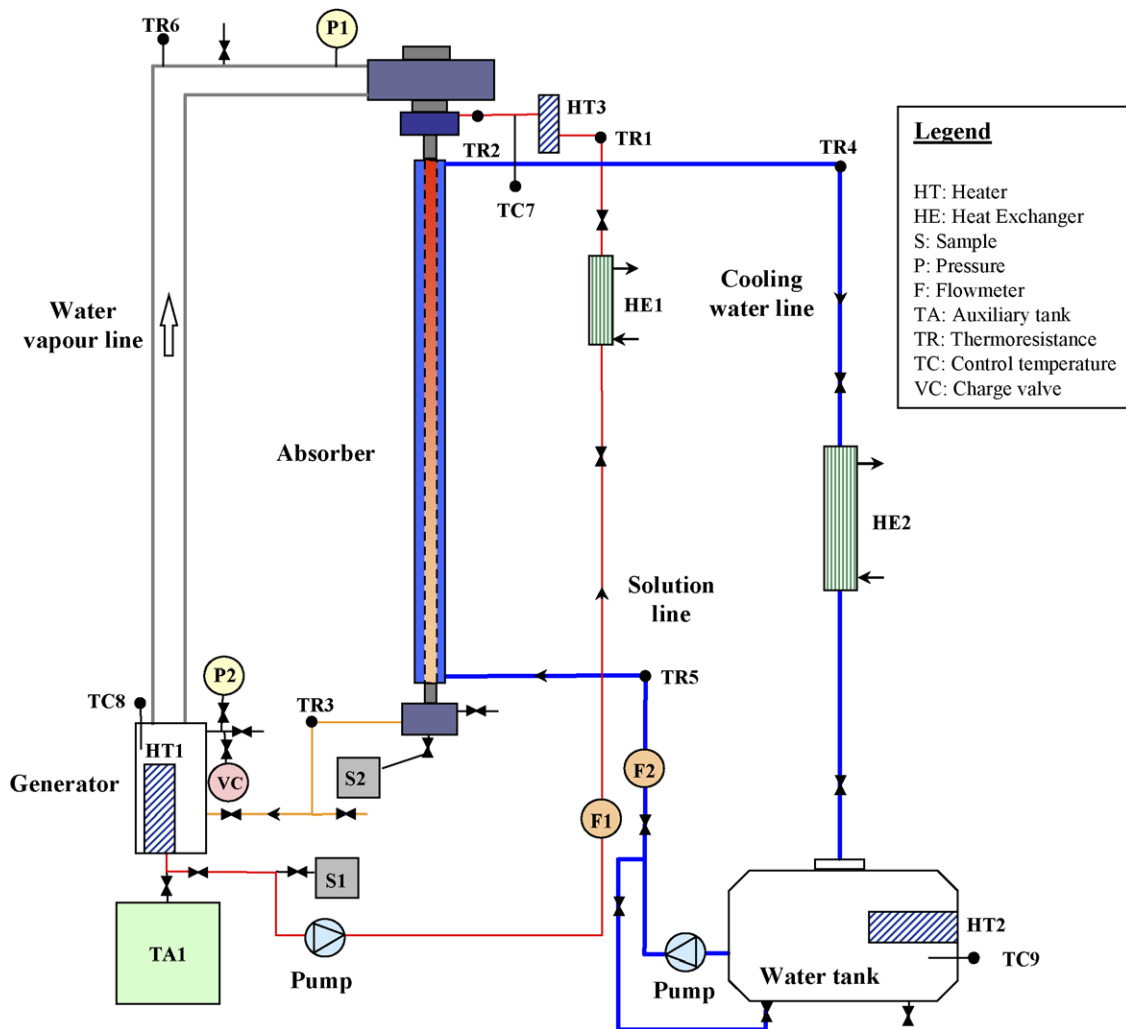 TR6
P1
HT3
TR1
TR2
TR4
TC7
Legend
HT: Heater
HE: Heat Exchanger
S: Sample
P: Pressure
F: Flowmeter
TA: Auxiliary tank
TR: Thermoresistance
TC: Control temperature
VC: Charge valve
Water
vapour line
HE1
Cooling
water line
Absorber
HE2
Solution
line
P2
TR5
TC8
TR3
HT1
Generator
VC
S2
F2
F1
S1
TA1
Pump
HT2
TC9
Water tank
Pump